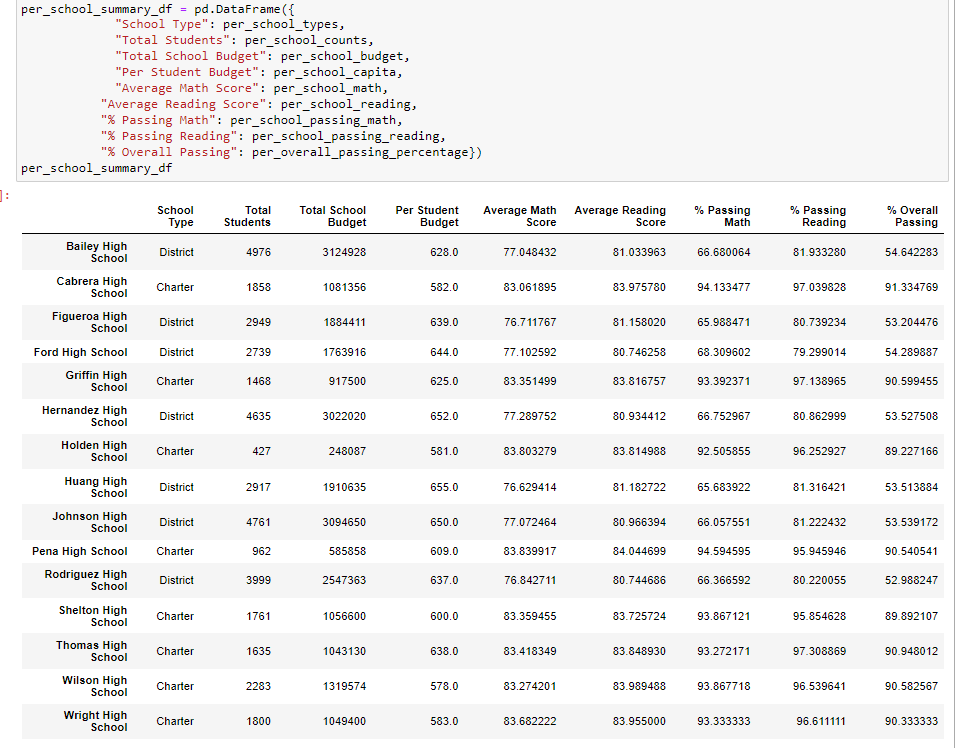 per_school_summary_df = pd.DataFrame({
"School Type": per_school_types,
"Total Students": per_school_counts,
"Total School Budget": per_school_budget,
"Per Student Budget": per_school_capita,
"Average Math Score": per_school_math,
"Average Reading Score": per_school_reading,
"% Passing Math": per_school_passing_math,
"% Passing Reading": per_school_passing_reading,
"% Overall Passing": per_overall_passing_percentage})
per_school_summary_df
]:
School Type Total Students Total School Budget Per Student Budget Average Math Score Average Reading Score % Passing Math % Passing Reading % Overall Passing
Bailey High School District 4976 3124928 628.0 77.048432 81.033963 66.680064 81.933280 54.642283
Cabrera High School Charter 1858 1081356 582.0 83.061895 83.975780 94.133477 97.039828 91.334769
Figueroa High School District 2949 1884411 639.0 76.711767 81.158020 65.988471 80.739234 53.204476
Ford High School District 2739 1763916 644.0 77.102592 80.746258 68.309602 79.299014 54.289887
Griffin High School Charter 1468 917500 625.0 83.351499 83.816757 93.392371 97.138965 90.599455
Hernandez High School District 4635 3022020 652.0 77.289752 80.934412 66.752967 80.862999 53.527508
Holden High School Charter 427 248087 581.0 83.803279 83.814988 92.505855 96.252927 89.227166
Huang High School District 2917 1910635 655.0 76.629414 81.182722 65.683922 81.316421 53.513884
Johnson High School District 4761 3094650 650.0 77.072464 80.966394 66.057551 81.222432 53.539172
Pena High School Charter 962 585858 609.0 83.839917 84.044699 94.594595 95.945946 90.540541
Rodriguez High School District 3999 2547363 637.0 76.842711 80.744686 66.366592 80.220055 52.988247
Shelton High School Charter 1761 1056600 600.0 83.359455 83.725724 93.867121 95.854628 89.892107
Thomas High School Charter 1635 1043130 638.0 83.418349 83.848930 93.272171 97.308869 90.948012
Wilson High School Charter 2283 1319574 578.0 83.274201 83.989488 93.867718 96.539641 90.582567
Wright High School Charter 1800 1049400 583.0 83.682222 83.955000 93.333333 96.611111 90.333333